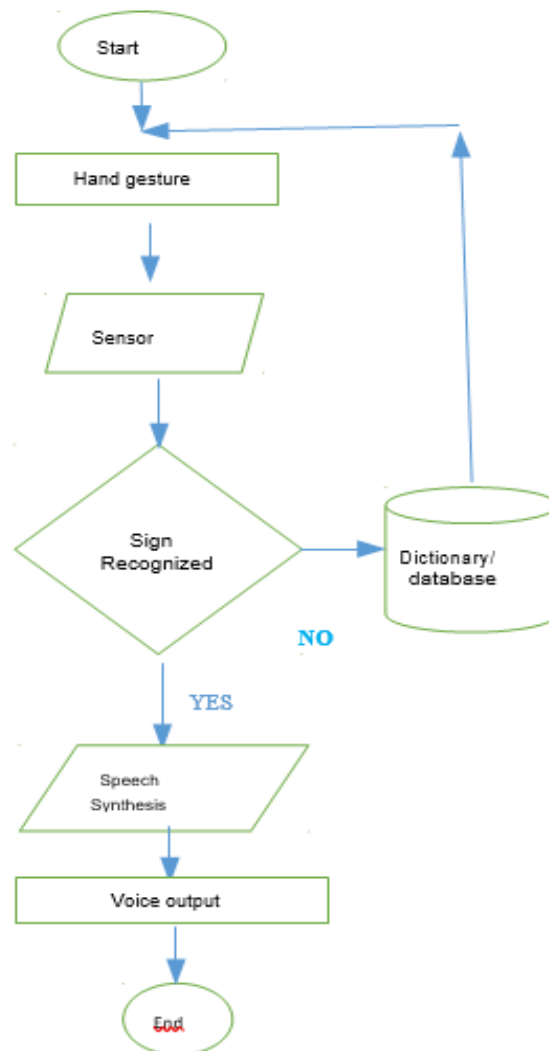 Start
Hand gesture
Sensor
Sign
Recognized
Dictionary/
database
NO
YES
Speech
Synthesis
Voice output
End